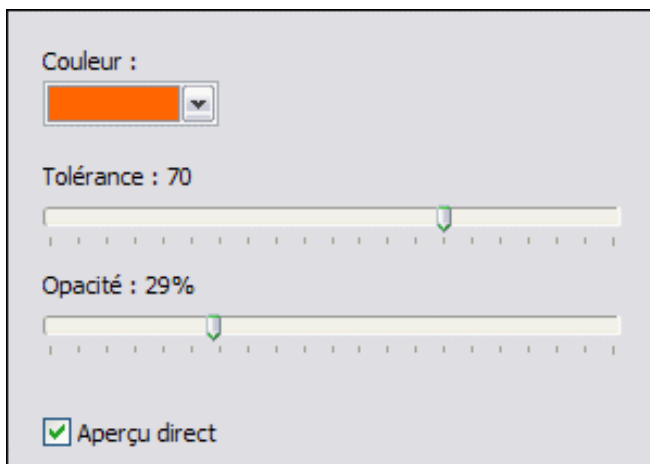 Couleur :
Tolérance : 70
Opacité : 29%
Aperçu direct